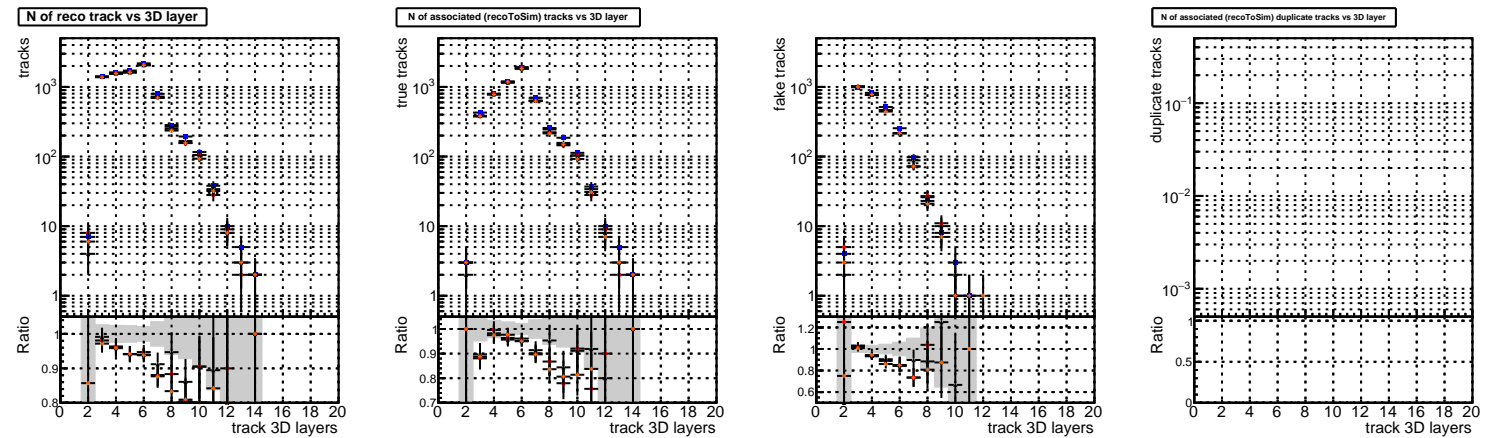 N of reco track vs 3D layer
tracks
10³
10²
10
1
Ratio
1
0.9
0.8
0 2 4 6 8 10 12 14 16 18 20
track 3D layers
N of associated (recoToSim) tracks vs 3D layer
true tracks
10³
10²
10
1
Ratio
1
0.9
0.8
0.7
0 2 4 6 8 10 12 14 16 18 20
track 3D layers
fake tracks
10³
10²
10
1
Ratio
1.2
1
0.8
0.6
0 2 4 6 8 10 12 14 16 18 20
track 3D layers
N of associated (recoToSim) duplicate tracks vs 3D layer
duplicate tracks
10⁻¹
10⁻²
10⁻³
Ratio
1
0.5
0
0 2 4 6 8 10 12 14 16 18 20
track 3D layers